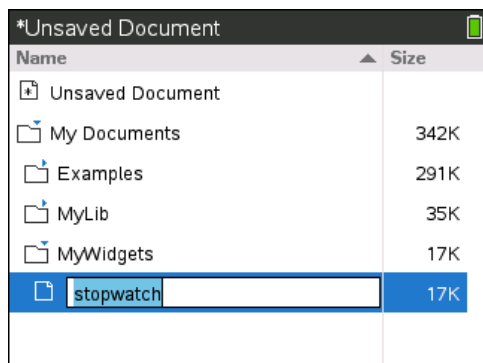 *Unsaved Document
Name Size
Unsaved Document
My Documents 342K
Examples 291K
MyLib 35K
MyWidgets 17K
stopwatch 17K